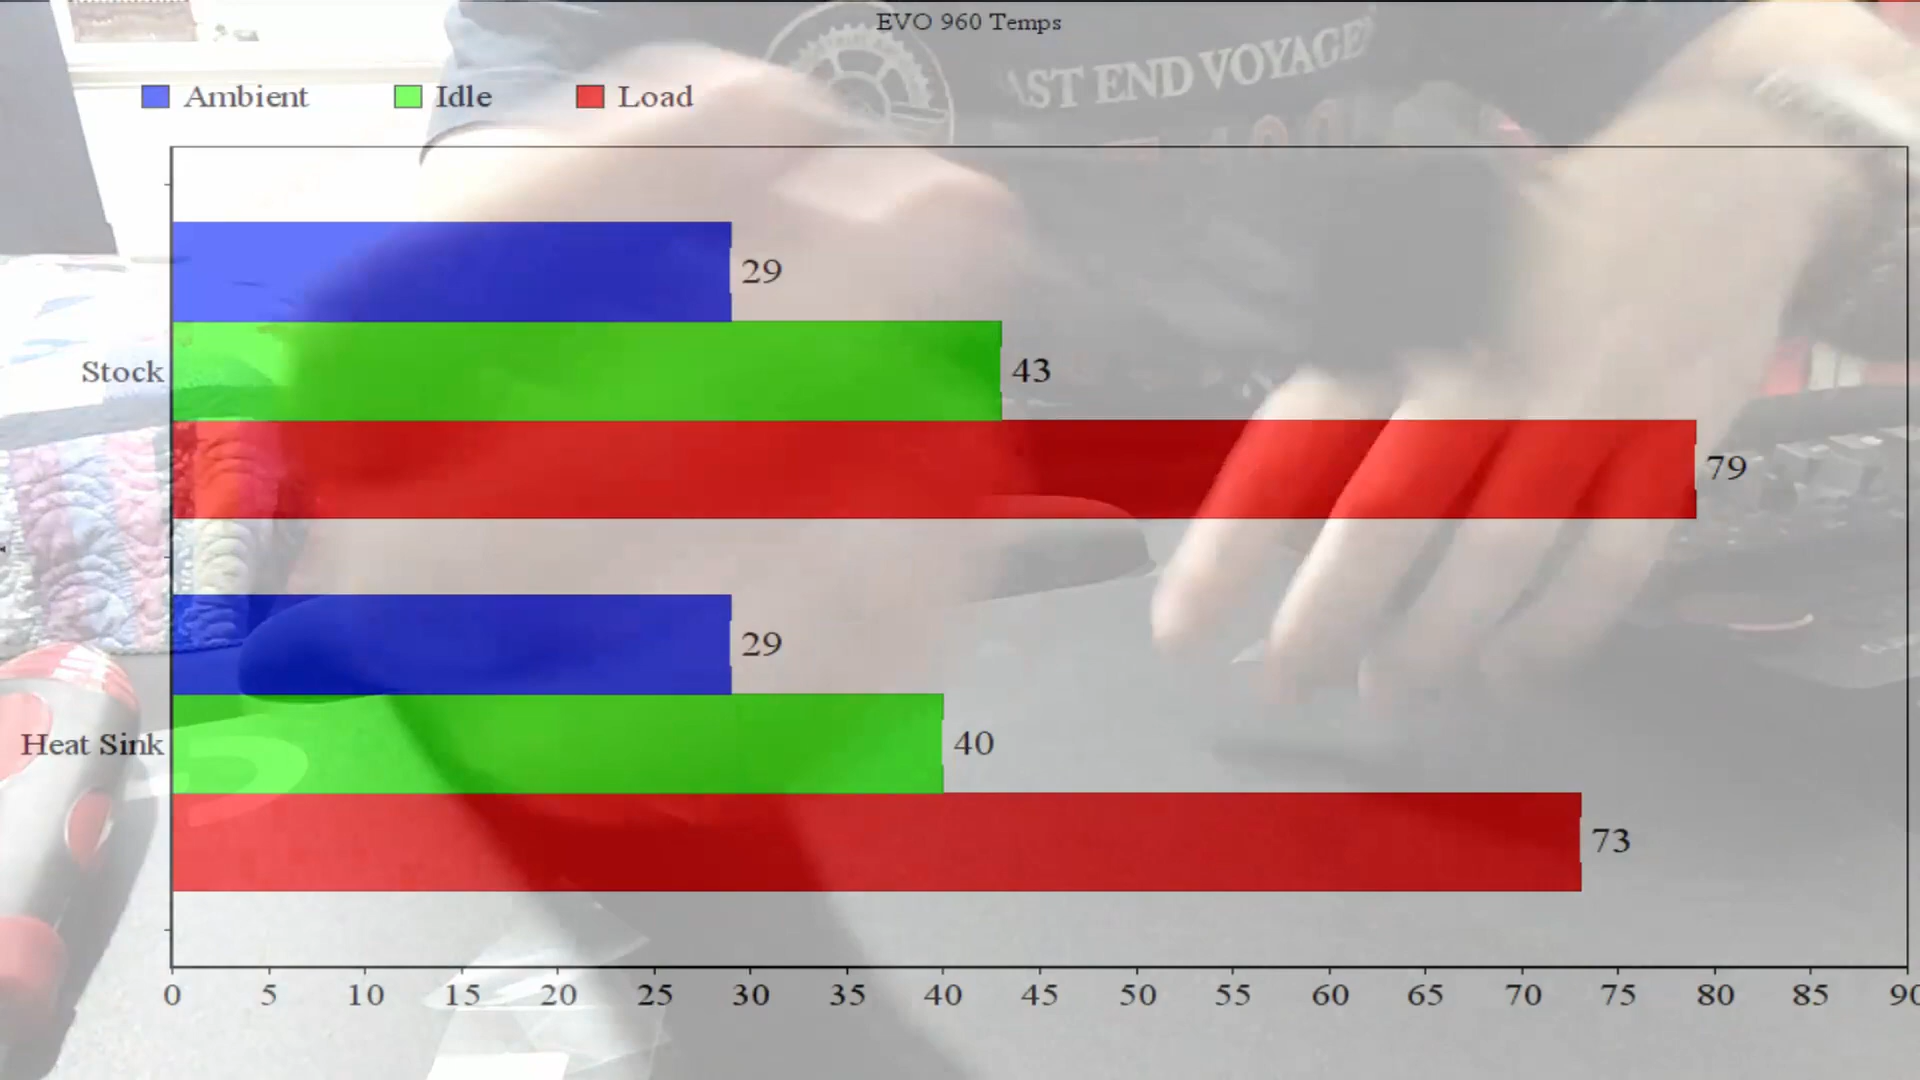 EVO 960 Temps
AST END VOYAGE
Ambient
Idle
Load
29
Stock
43
79
29
Heat Sink
40
73
0 5 10 15 20 25 30 35 40 45 50 55 60 65 70 75 80 85 90